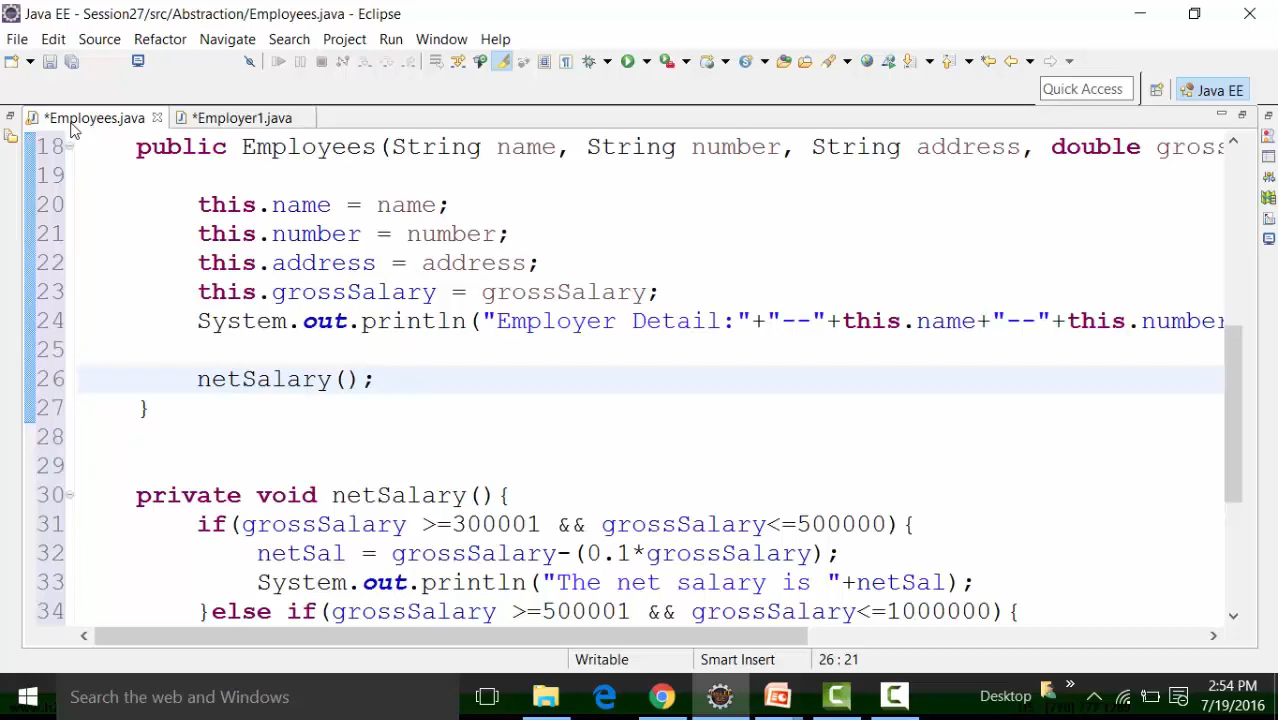 Java EE - Session27/src/Abstraction/Employees.java - Eclipse
File Edit Source Refactor Navigate Search Project Run Window Help
Quick Access Java EE
*Employees.java *Employer1.java
18 public Employees(String name, String number, String address, double gross
19
20 this.name = name;
21 this.number = number;
22 this.address = address;
23 this.grossSalary = grossSalary;
24 System.out.println("Employer Detail:"+"--"+this.name+"--"+this.number
25
26 netSalary();
27 }
28
29
30 private void netSalary(){
31 if(grossSalary >=300001 && grossSalary<=500000){
32 netSal = grossSalary-(0.1*grossSalary);
33 System.out.println("The net salary is "+netSal);
34 }else if(grossSalary >=500001 && grossSalary<=1000000){
Writable Smart Insert 26 : 21
Search the web and Windows Desktop 2:54 PM
7/19/2016